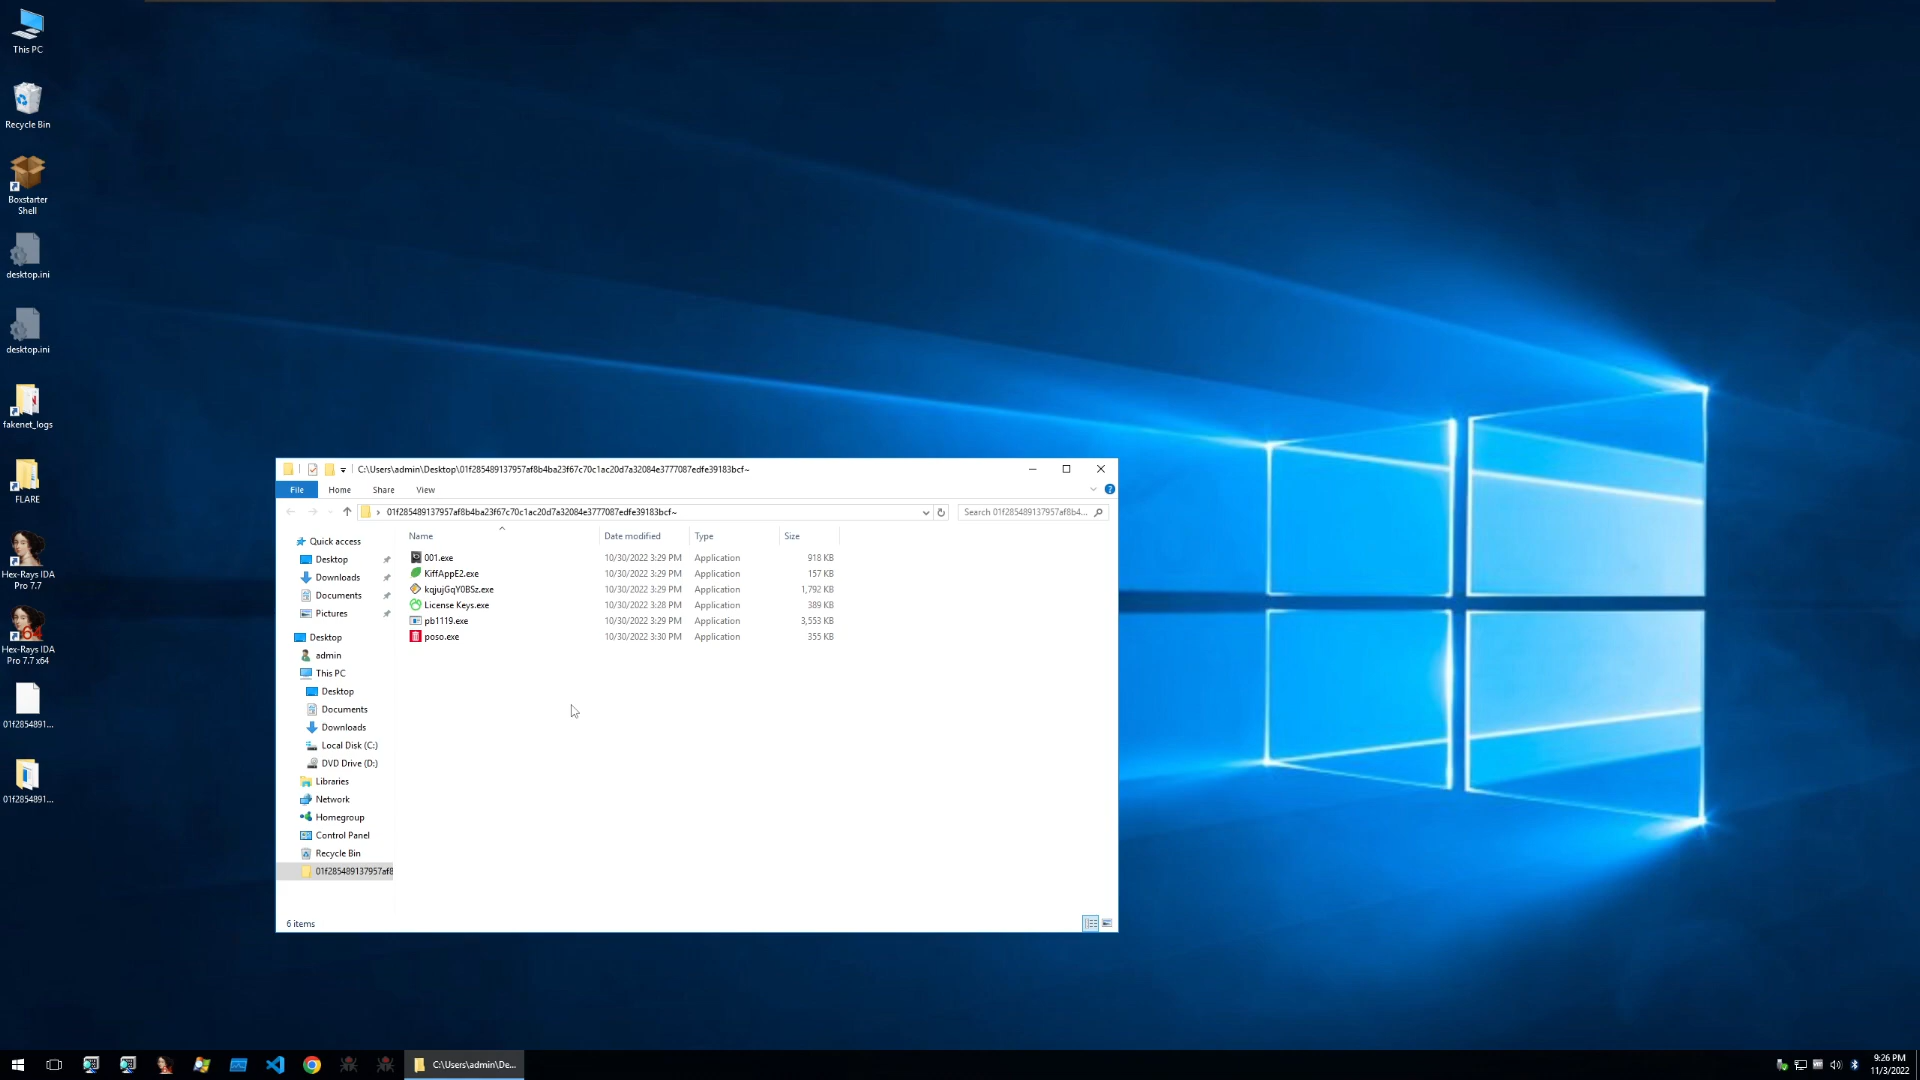 This PC
Recycle Bin
Boxstarter
Shell
desktop.ini
desktop.ini
fakenet_logs
FLARE
Hex-Rays IDA
Pro 7.7
Hex-Rays IDA
Pro 7.7 x64
01f2854891...
01f2854891...
C:\Users\admin\Desktop\01f285489137957af8b4ba23f67c70c1ac20d7a32084e3777087edfe39183bcf~
File Home Share View
01f285489137957af8b4ba23f67c70c1ac20d7a32084e3777087edfe39183bcf~ Search 01f285489137957af8b4...
Quick access
Desktop
Downloads
Documents
Pictures
Desktop
admin
This PC
Desktop
Documents
Downloads
Local Disk (C:)
DVD Drive (D:)
Libraries
Network
Homegroup
Control Panel
Recycle Bin
01f285489137957af8
Name Date modified Type Size
001.exe 10/30/2022 3:29 PM Application 918 KB
KiffAppE2.exe 10/30/2022 3:29 PM Application 157 KB
kqjujGqY0BSz.exe 10/30/2022 3:29 PM Application 1,792 KB
License Keys.exe 10/30/2022 3:28 PM Application 389 KB
pb1119.exe 10/30/2022 3:29 PM Application 3,553 KB
poso.exe 10/30/2022 3:30 PM Application 355 KB
6 items
C:\Users\admin\De...
9:26 PM
11/3/2022